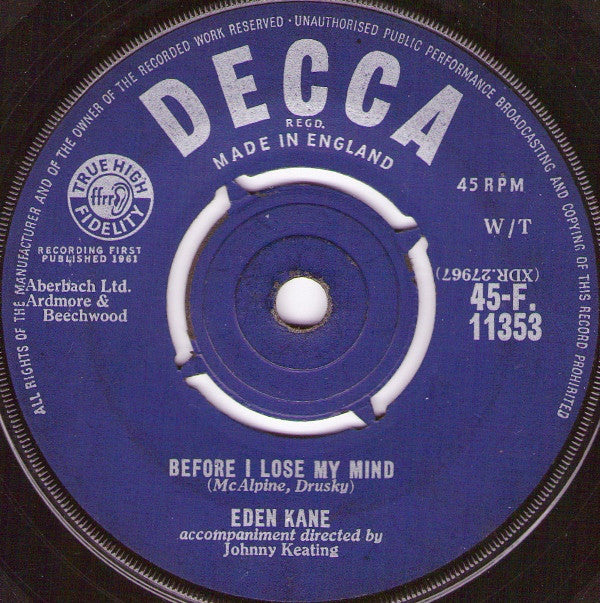 ALL RIGHTS OF THE MANUFACTURER AND OF THE OWNER OF THE RECORDED WORK RESERVED · UNAUTHORISED PUBLIC PERFORMANCE BROADCASTING AND COPYING OF THIS RECORD PROHIBITED
DECCA
REGD.
MADE IN ENGLAND
TRUE HIGH
ffrr
FIDELITY
RECORDING FIRST
PUBLISHED 1961
45 RPM
W/T
(XDR.27967)
45-F.
11353
Aberbach Ltd.
Ardmore &
Beechwood
BEFORE I LOSE MY MIND
(McAlpine, Drusky)
EDEN KANE
accompaniment directed by
Johnny Keating